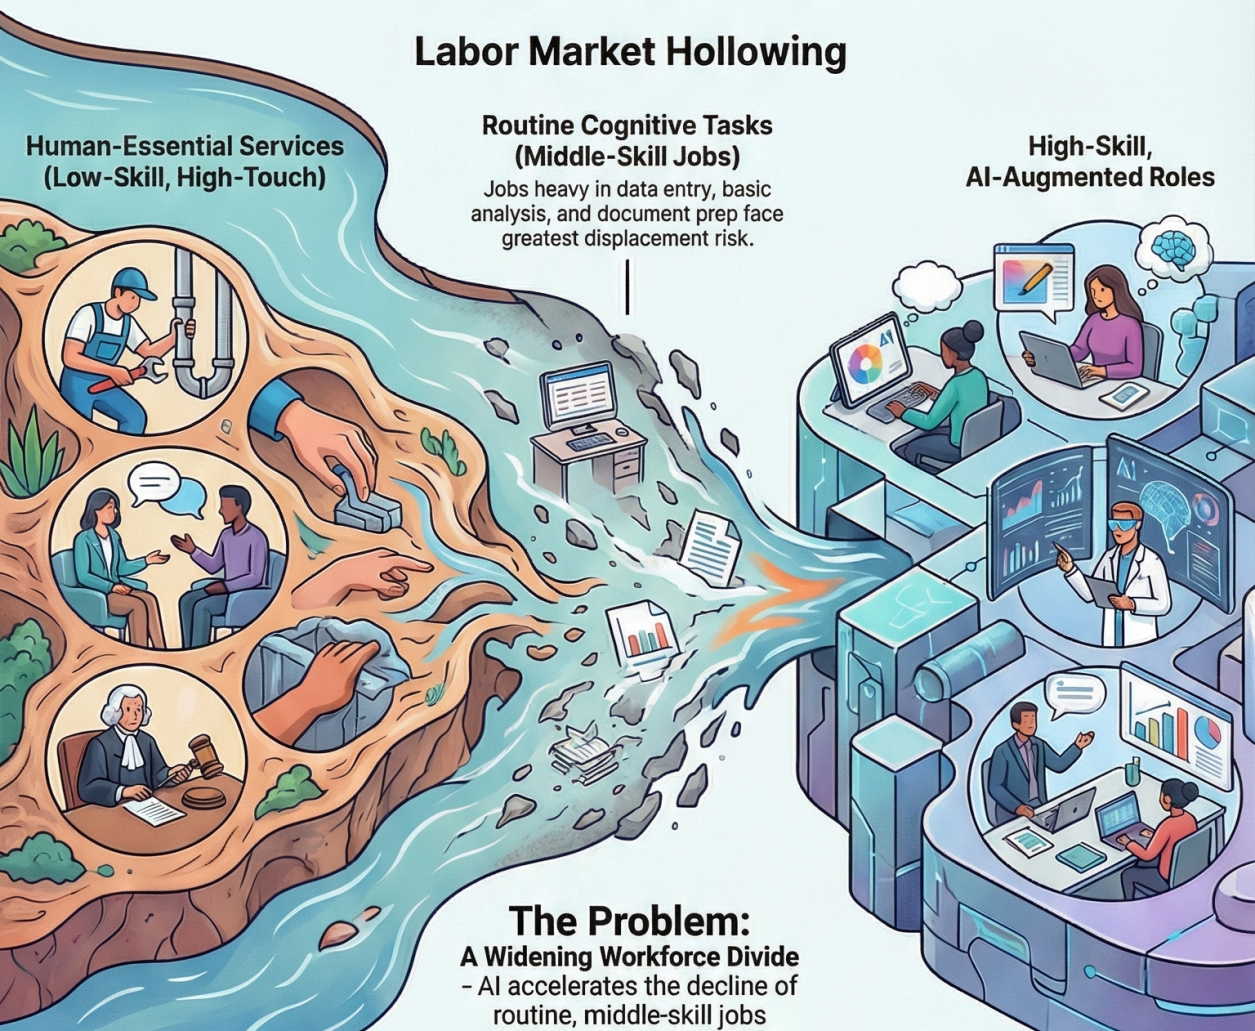 Labor Market Hollowing
Human-Essential Services
(Low-Skill, High-Touch)
Routine Cognitive Tasks
(Middle-Skill Jobs)
Jobs heavy in data entry, basic
analysis, and document prep face
greatest displacement risk.
High-Skill,
AI-Augmented Roles
AI
AI
The Problem:
A Widening Workforce Divide
– AI accelerates the decline of
routine, middle-skill jobs